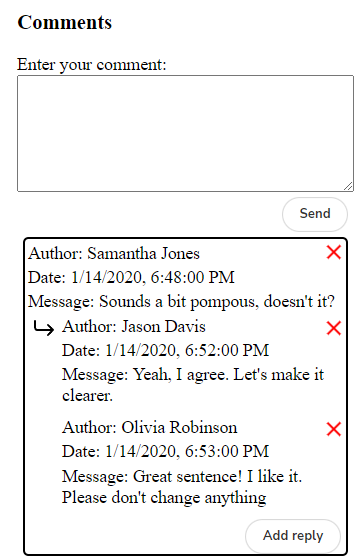 Comments
Enter your comment:
Send
Author: Samantha Jones
Date: 1/14/2020, 6:48:00 PM
Message: Sounds a bit pompous, doesn't it?
Author: Jason Davis
Date: 1/14/2020, 6:52:00 PM
Message: Yeah, I agree. Let's make it
clearer.
Author: Olivia Robinson
Date: 1/14/2020, 6:53:00 PM
Message: Great sentence! I like it.
Please don't change anything
Add reply